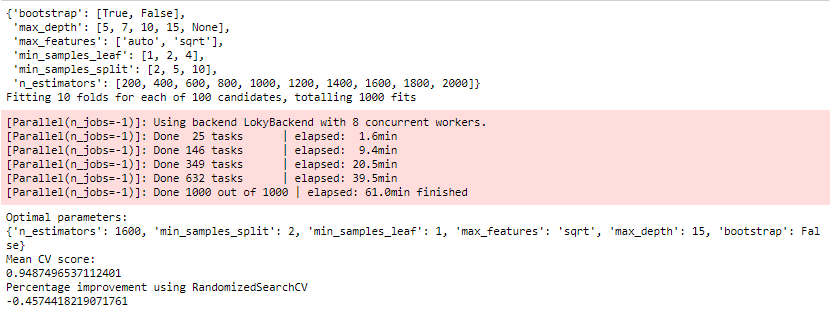 {'bootstrap': [True, False],
 'max_depth': [5, 7, 10, 15, None],
 'max_features': ['auto', 'sqrt'],
 'min_samples_leaf': [1, 2, 4],
 'min_samples_split': [2, 5, 10],
 'n_estimators': [200, 400, 600, 800, 1000, 1200, 1400, 1600, 1800, 2000]}
Fitting 10 folds for each of 100 candidates, totalling 1000 fits
[Parallel(n_jobs=-1)]: Using backend LokyBackend with 8 concurrent workers.
[Parallel(n_jobs=-1)]: Done  25 tasks      | elapsed:  1.6min
[Parallel(n_jobs=-1)]: Done 146 tasks      | elapsed:  9.4min
[Parallel(n_jobs=-1)]: Done 349 tasks      | elapsed: 20.5min
[Parallel(n_jobs=-1)]: Done 632 tasks      | elapsed: 39.5min
[Parallel(n_jobs=-1)]: Done 1000 out of 1000 | elapsed: 61.0min finished
Optimal parameters:
{'n_estimators': 1600, 'min_samples_split': 2, 'min_samples_leaf': 1, 'max_features': 'sqrt', 'max_depth': 15, 'bootstrap': Fal
se}
Mean CV score:
0.9487496537112401
Percentage improvement using RandomizedSearchCV
-0.4574418219071761